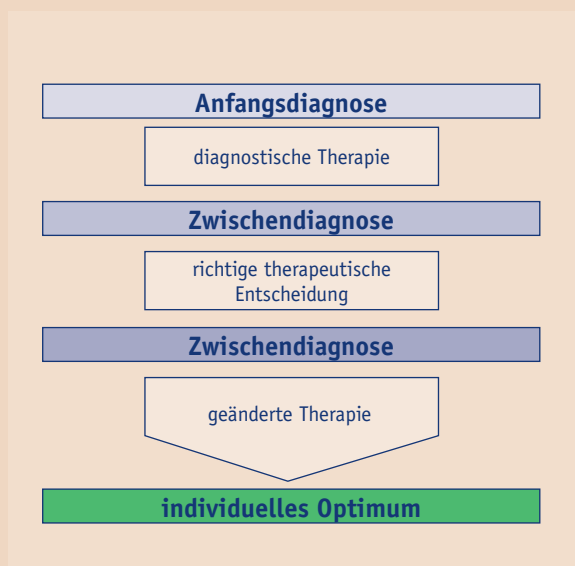 Anfangsdiagnose
diagnostische Therapie
Zwischendiagnose
richtige therapeutische
Entscheidung
Zwischendiagnose
geänderte Therapie
individuelles Optimum